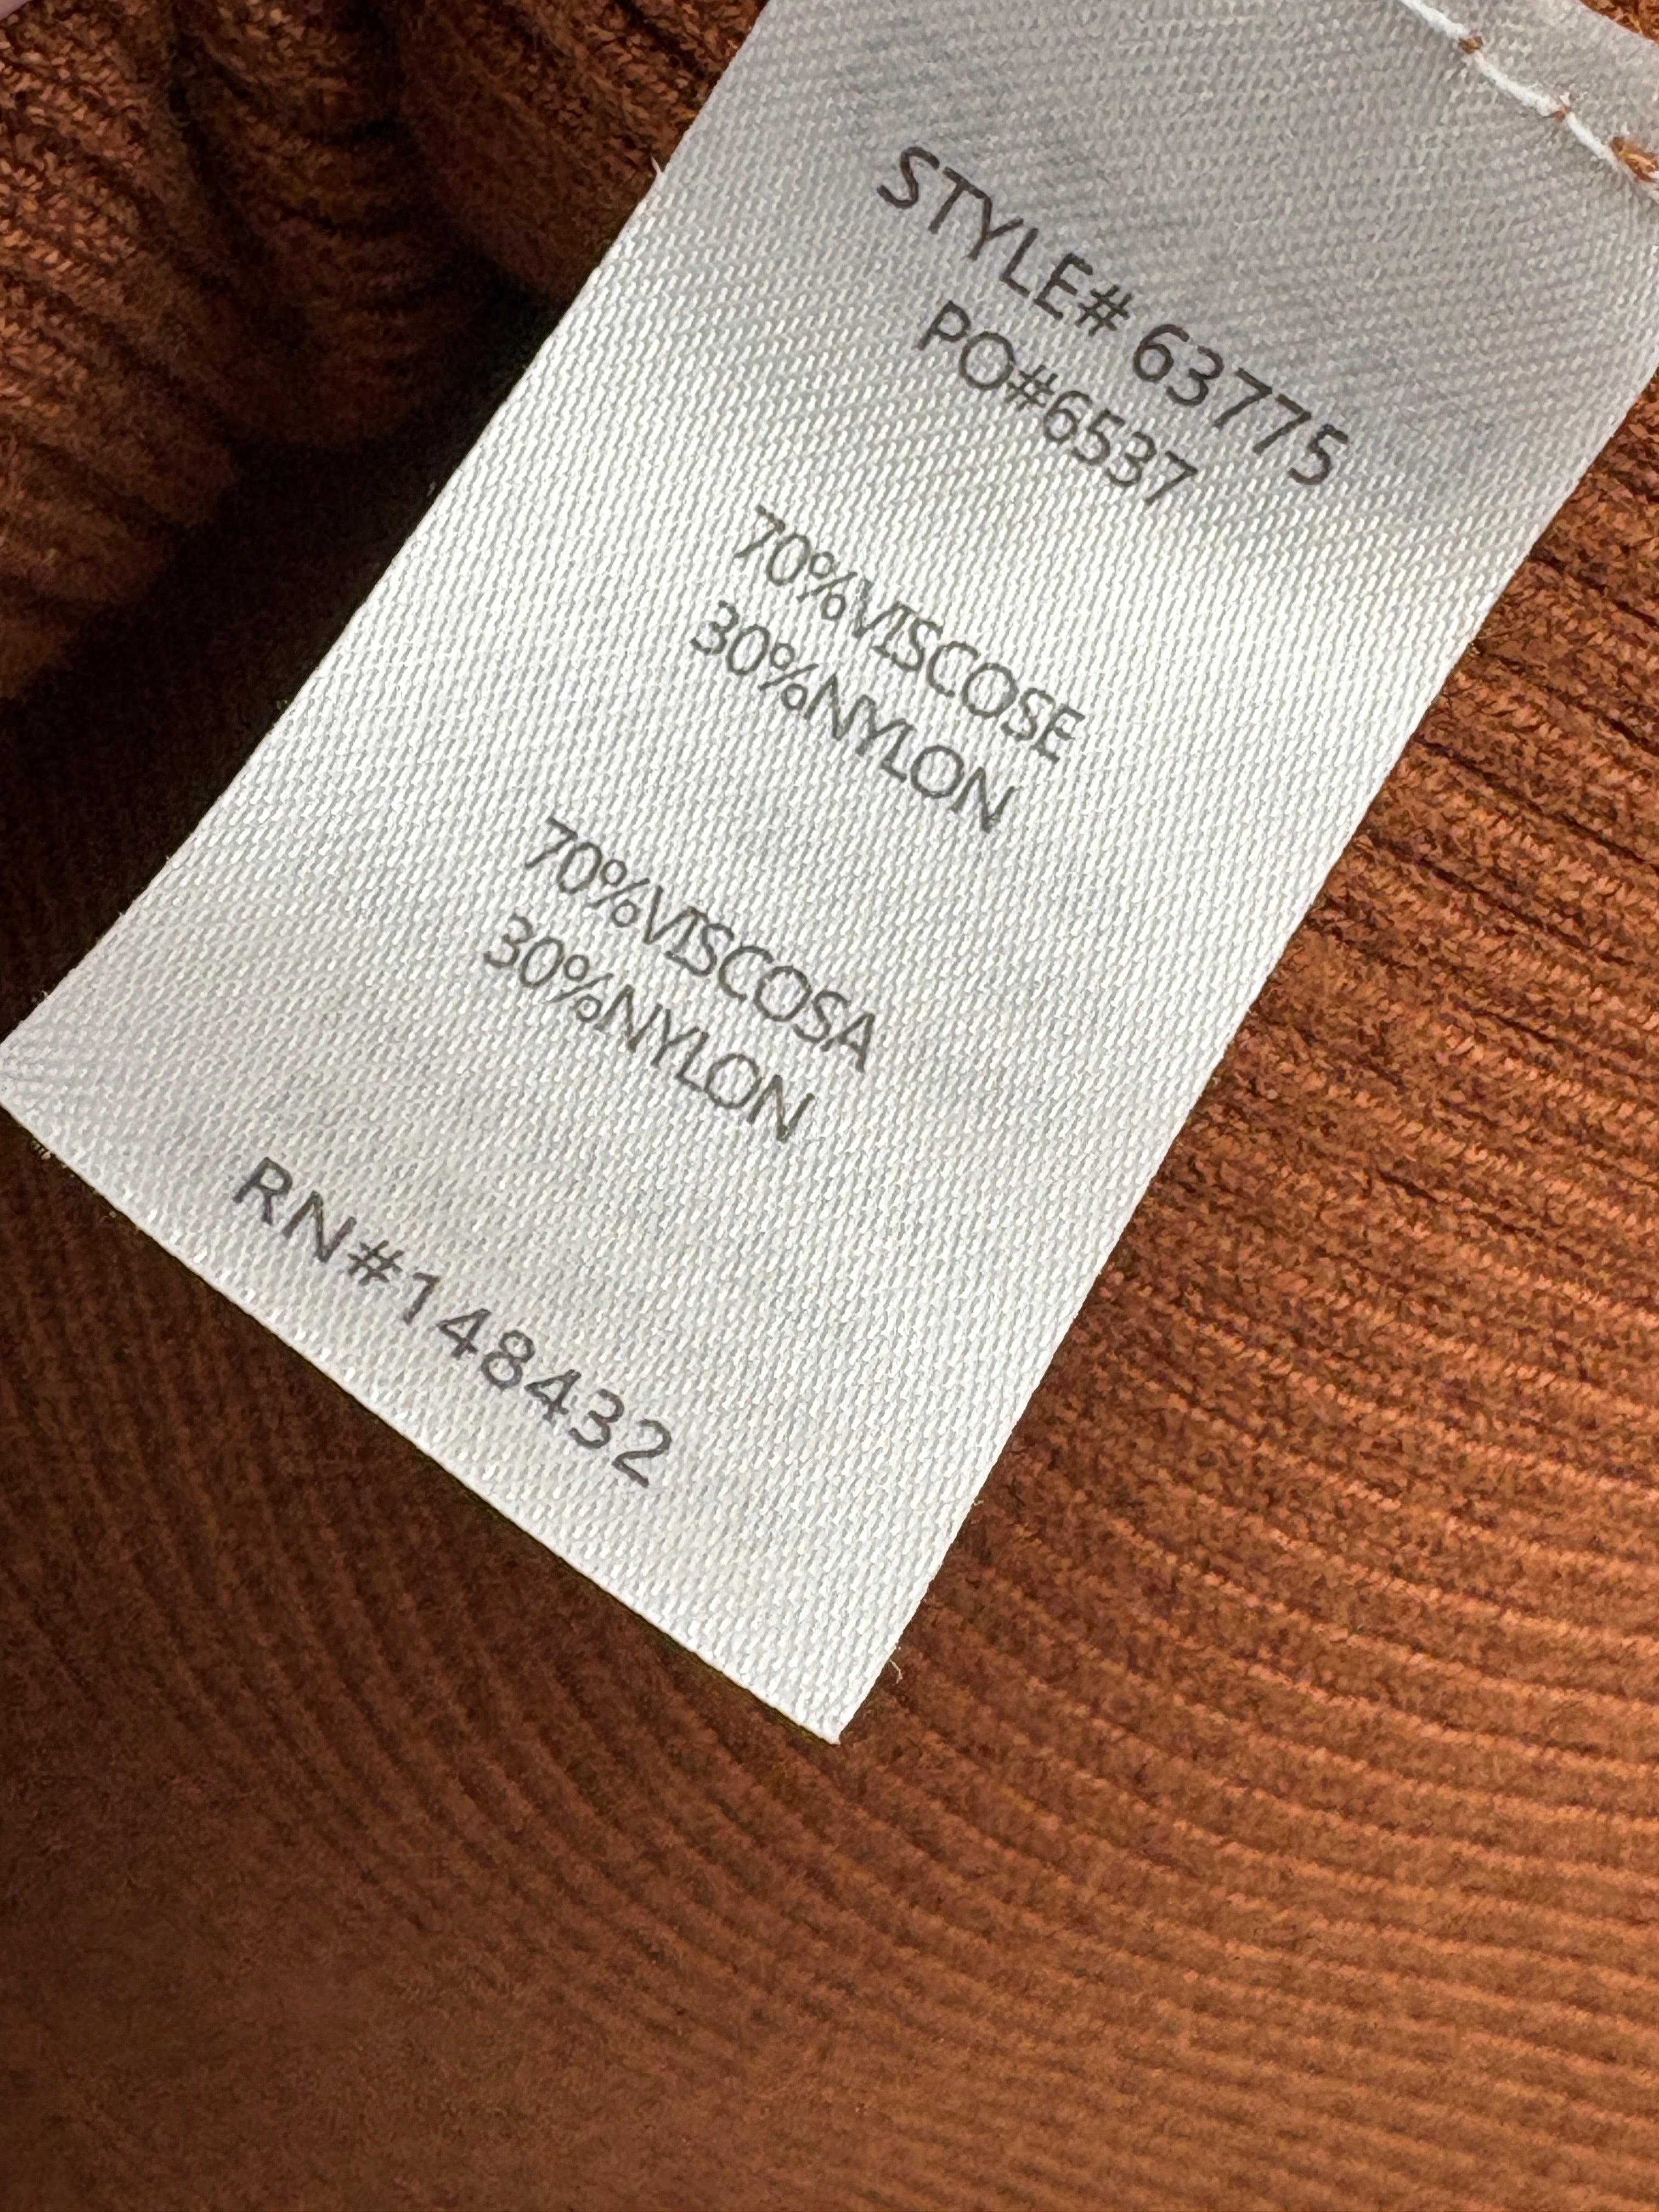 STYLE# 63775
PO#6537
70%VISCOSE
30%NYLON
70%VISCOSA
30%NYLON
RN#148432